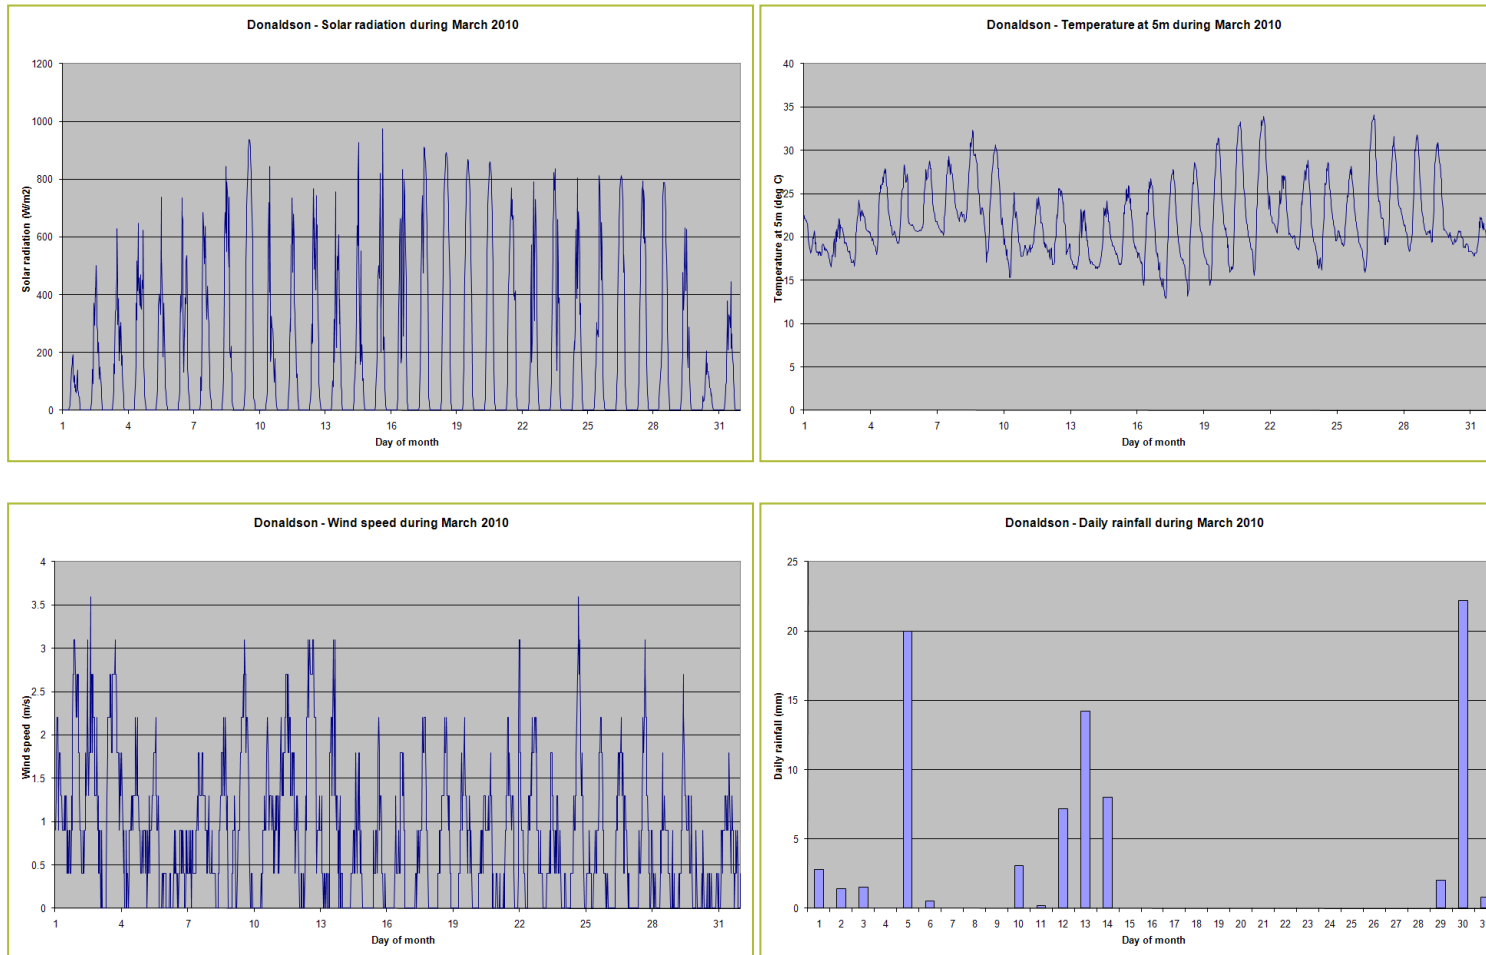 Donaldson - Solar radiation during March 2010
1200
1000
800
600
400
200
0
Solar radiation (W/m2)
1 4 7 10 13 16 19 22 25 28 31
Day of month
Donaldson - Temperature at 5m during March 2010
40
35
30
25
20
15
10
5
0
Temperature at 5m (deg C)
1 4 7 10 13 16 19 22 25 28 31
Day of month
Donaldson - Wind speed during March 2010
4
3.5
3
2.5
2
1.5
1
0.5
0
Wind speed (m/s)
1 4 7 10 13 16 19 22 25 28 31
Day of month
Donaldson - Daily rainfall during March 2010
25
20
15
10
5
0
Daily rainfall (mm)
1 2 3 4 5 6 7 8 9 10 11 12 13 14 15 16 17 18 19 20 21 22 23 24 25 26 27 28 29 30 3
Day of month